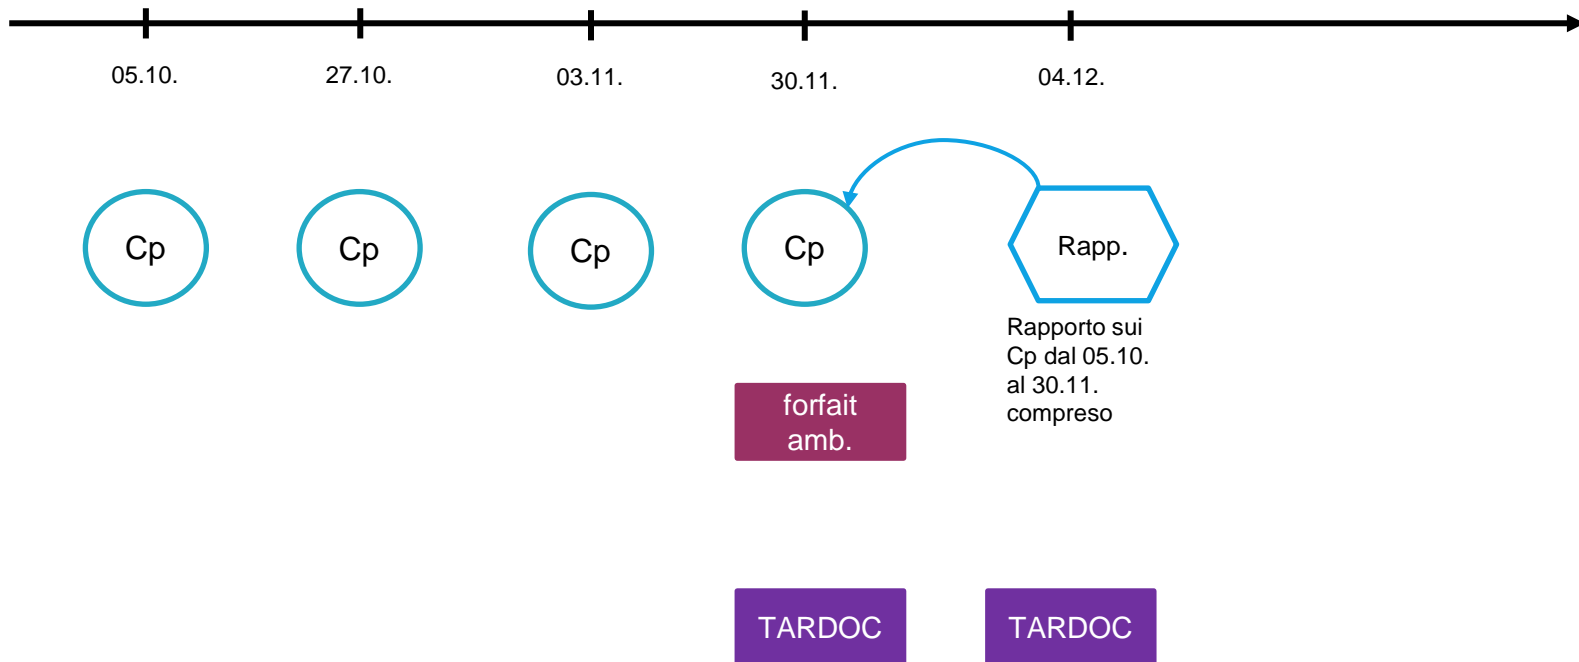 05.10.
27.10.
03.11.
30.11.
04.12.
Cp
Cp
Cp
Cp
Rapp.
Rapporto sui
Cp dal 05.10.
al 30.11.
compreso
forfait
amb.
TARDOC
TARDOC